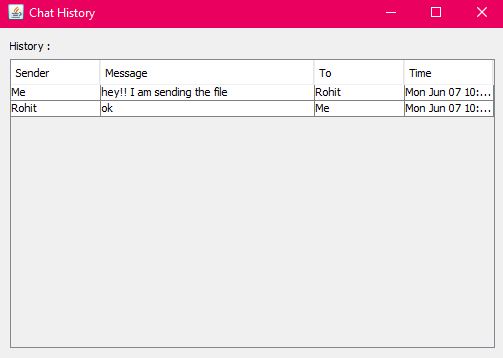 Chat History
History :
Sender Message To Time
Me hey!! I am sending the file Rohit Mon Jun 07 10:...
Rohit ok Me Mon Jun 07 10:...